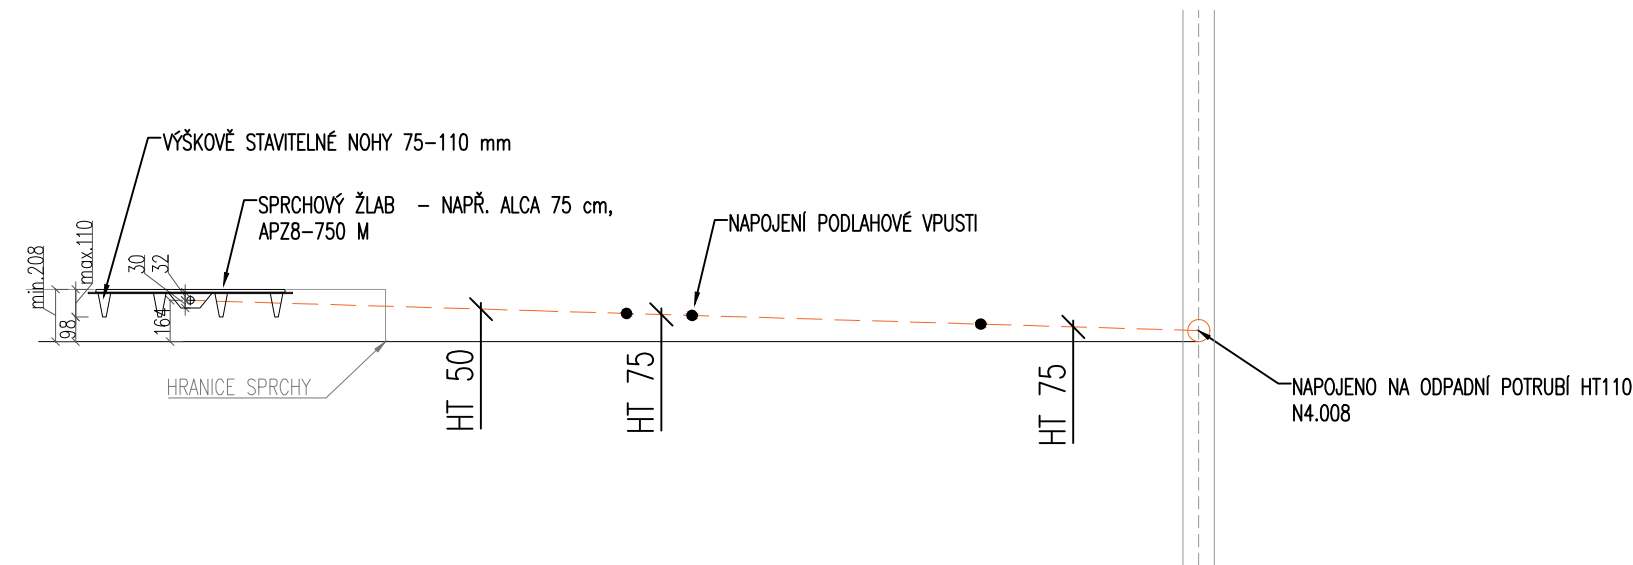 VÝŠKOVĚ STAVITELNÉ NOHY 75-110 mm
SPRCHOVÝ ŽLAB - NAPŘ. ALCA 75 cm,
APZ8-750 M
NAPOJENÍ PODLAHOVÉ VPUSTI
min.208
max.110
98
30
32
164
HRANICE SPRCHY
HT 50
HT 75
HT 75
NAPOJENO NA ODPADNÍ POTRUBÍ HT110
N4.008